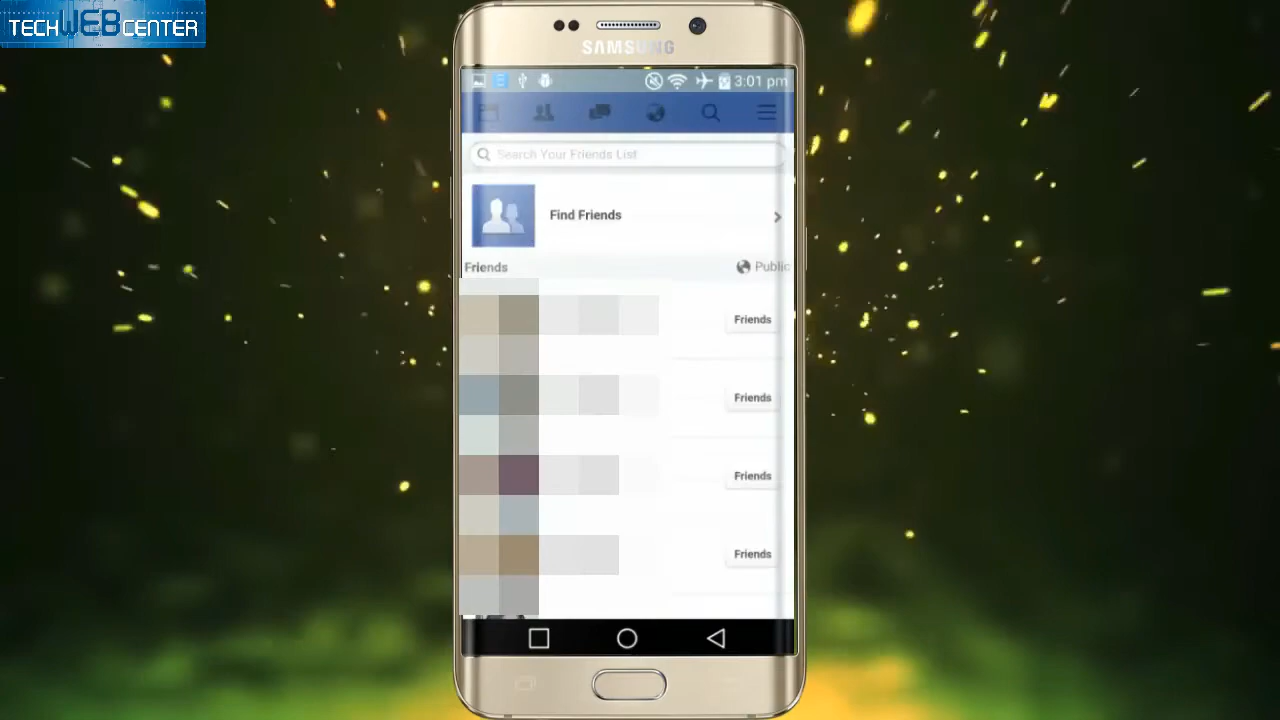 TECHWEBCENTER
SAMSUNG
3:01 pm
Search Your Friends List
Find Friends
Friends
Public
Friends
Friends
Friends
Friends